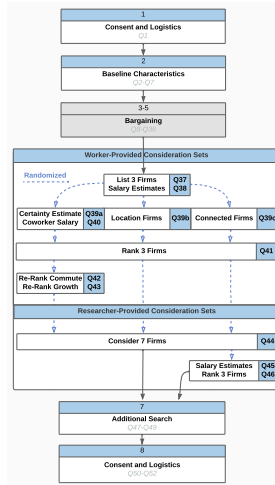 1
Consent and Logistics
Q1
2
Baseline Characteristics
Q2-Q7
3-5
Bargaining
Q8-Q36
Worker-Provided Consideration Sets
Randomized
List 3 Firms Q37
Salary Estimates Q38
Certainty Estimate Q39a
Coworker Salary Q40
Location Firms Q39b
Connected Firms Q39c
Rank 3 Firms Q41
Re-Rank Commute Q42
Re-Rank Growth Q43
Researcher-Provided Consideration Sets
Consider 7 Firms Q44
Salary Estimates Q45
Rank 3 Firms Q46
7
Additional Search
Q47-Q49
8
Consent and Logistics
Q50-Q52